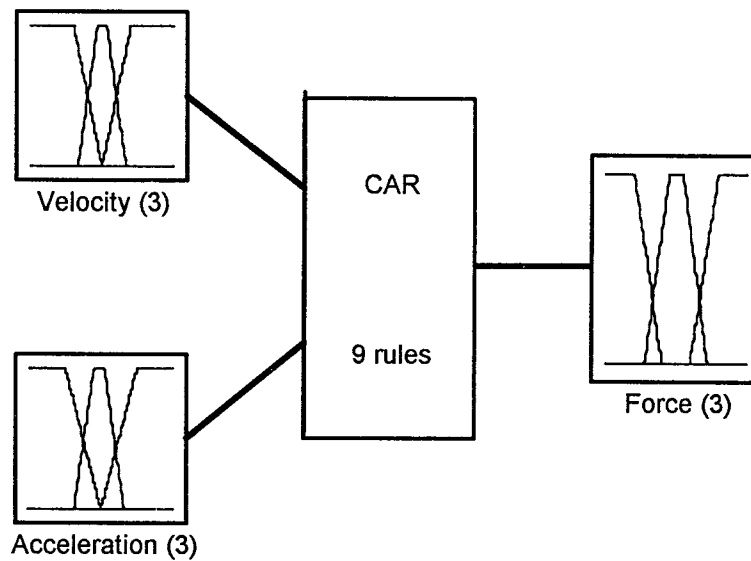 Velocity (3)
CAR
9 rules
Acceleration (3)
Force (3)